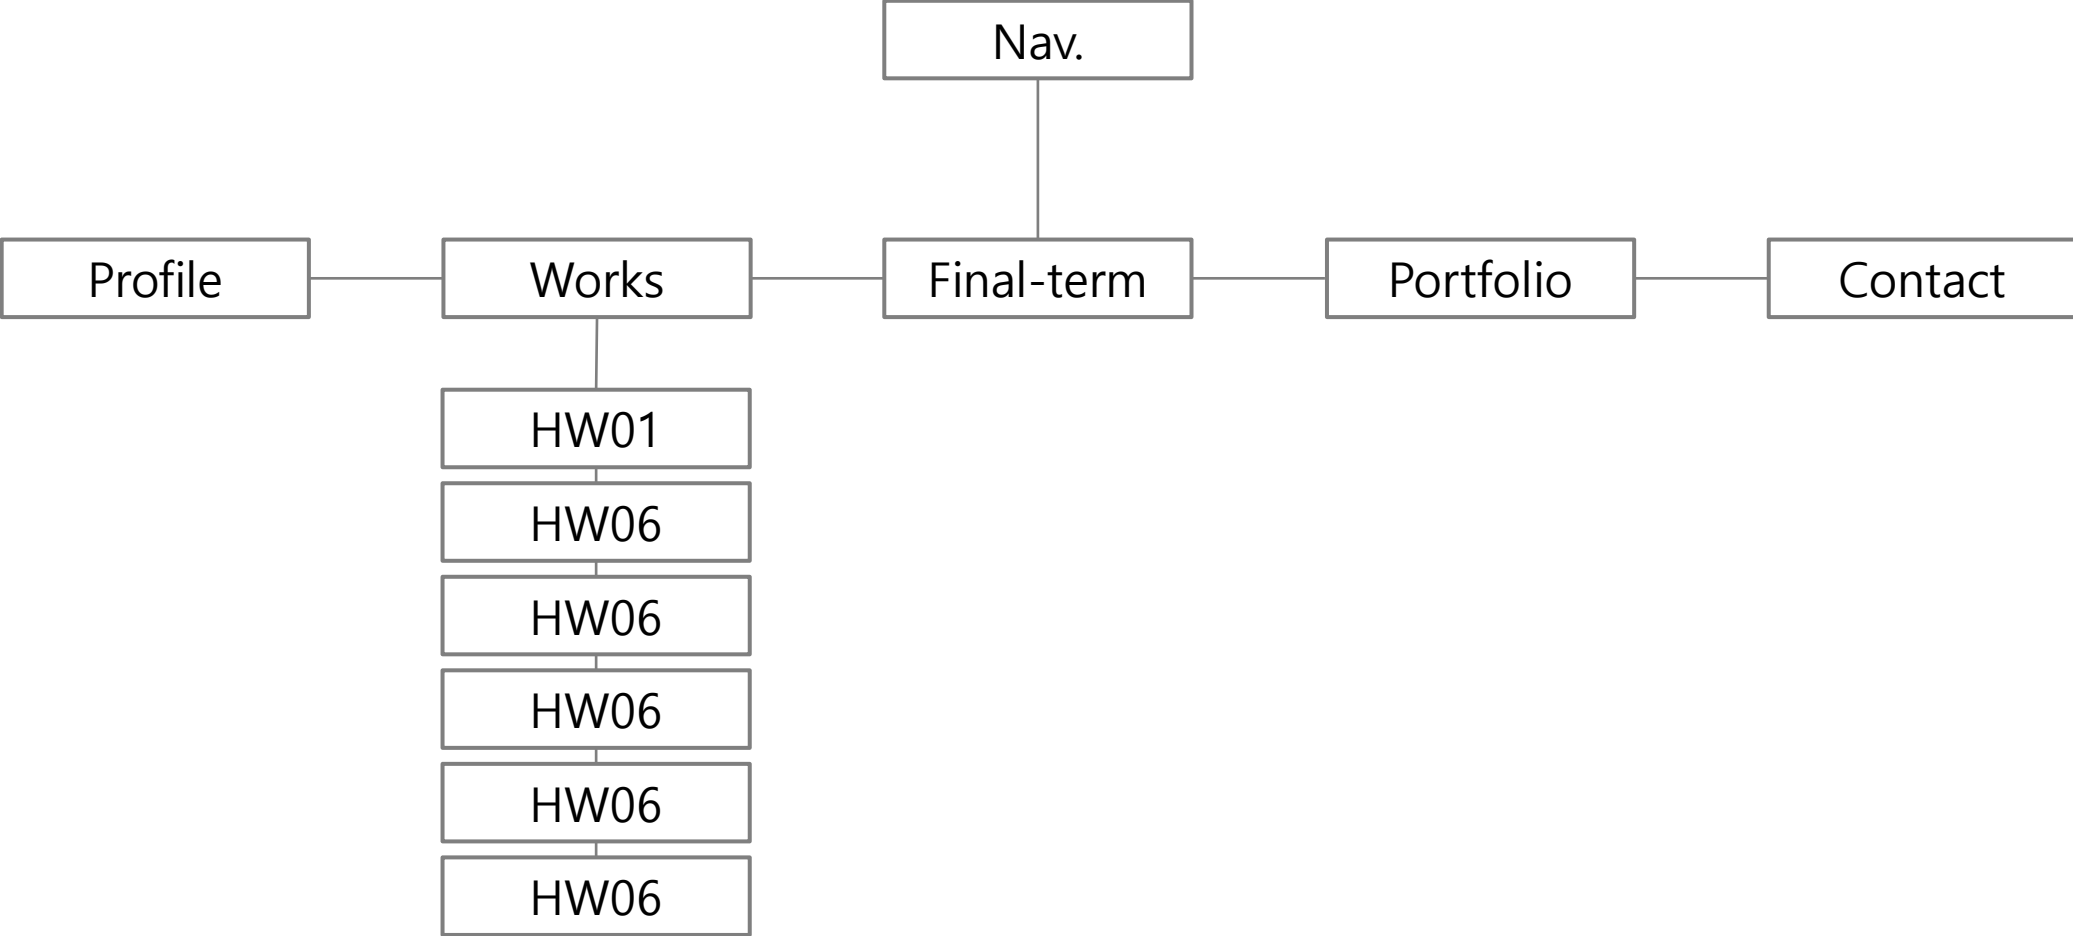 Nav.
Profile
Works
Final-term
Portfolio
Contact
HW01
HW06
HW06
HW06
HW06
HW06